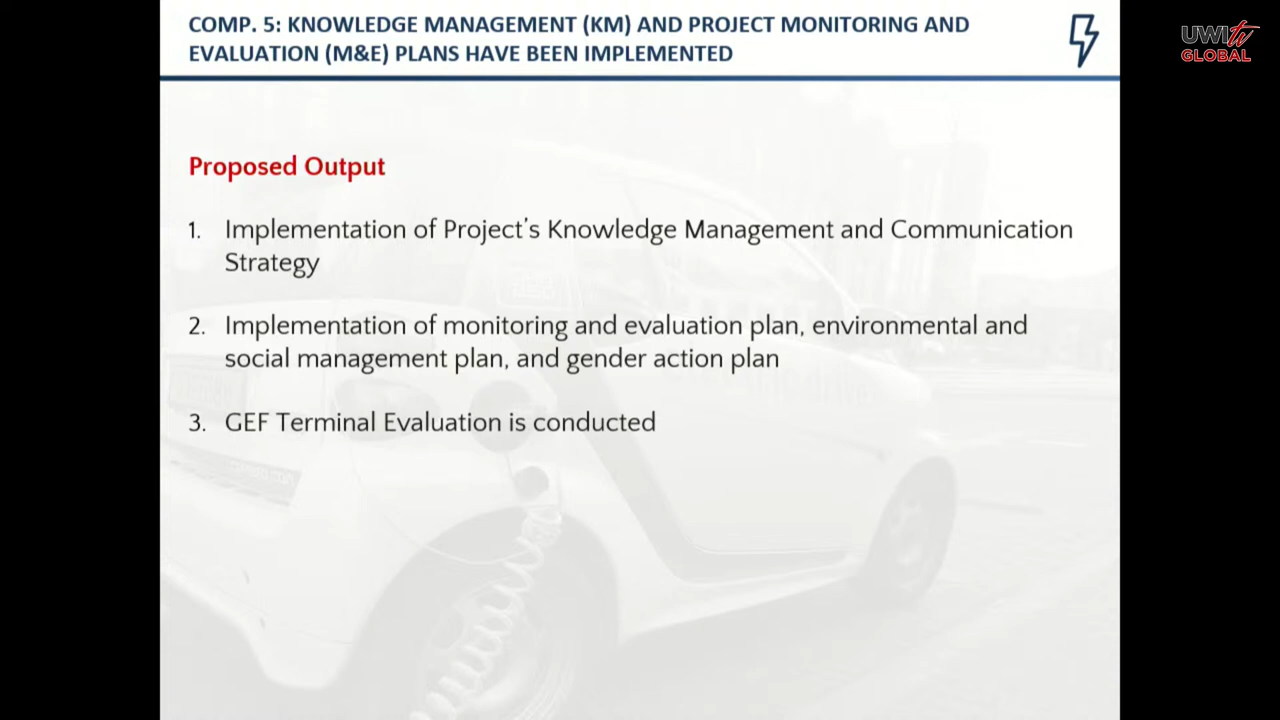 COMP. 5: KNOWLEDGE MANAGEMENT (KM) AND PROJECT MONITORING AND
EVALUATION (M&E) PLANS HAVE BEEN IMPLEMENTED
UWItv
GLOBAL
Proposed Output
1. Implementation of Project's Knowledge Management and Communication
Strategy
2. Implementation of monitoring and evaluation plan, environmental and
social management plan, and gender action plan
3. GEF Terminal Evaluation is conducted